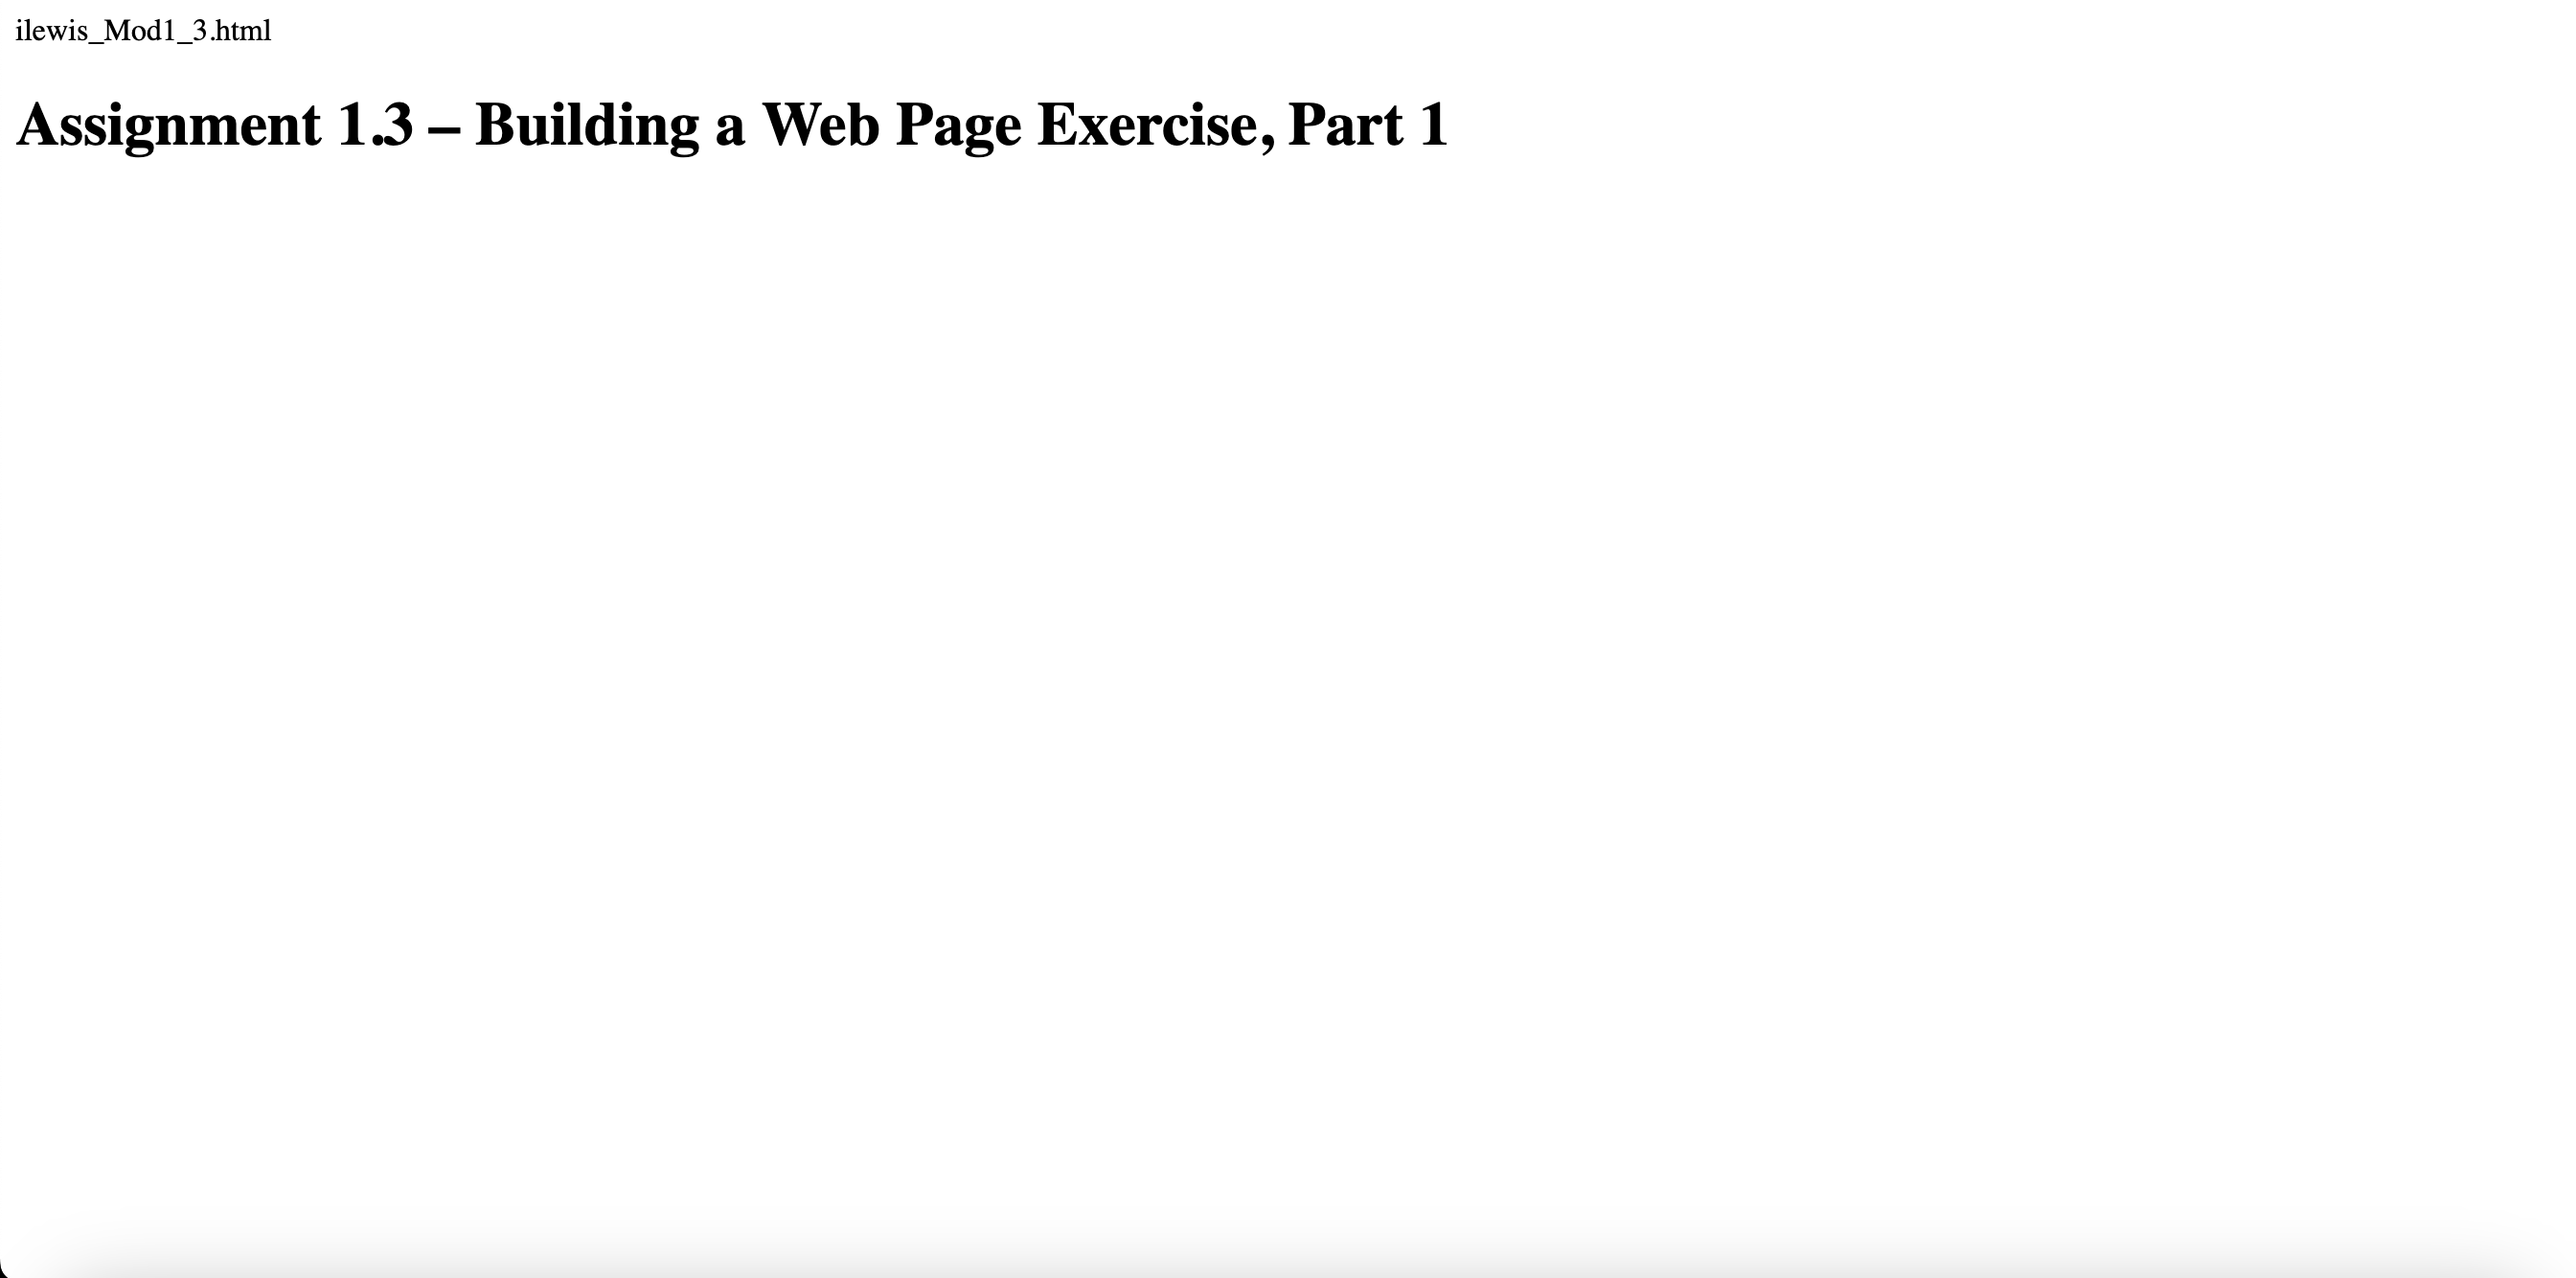 ilewis_Mod1_3.html
Assignment 1.3 – Building a Web Page Exercise, Part 1